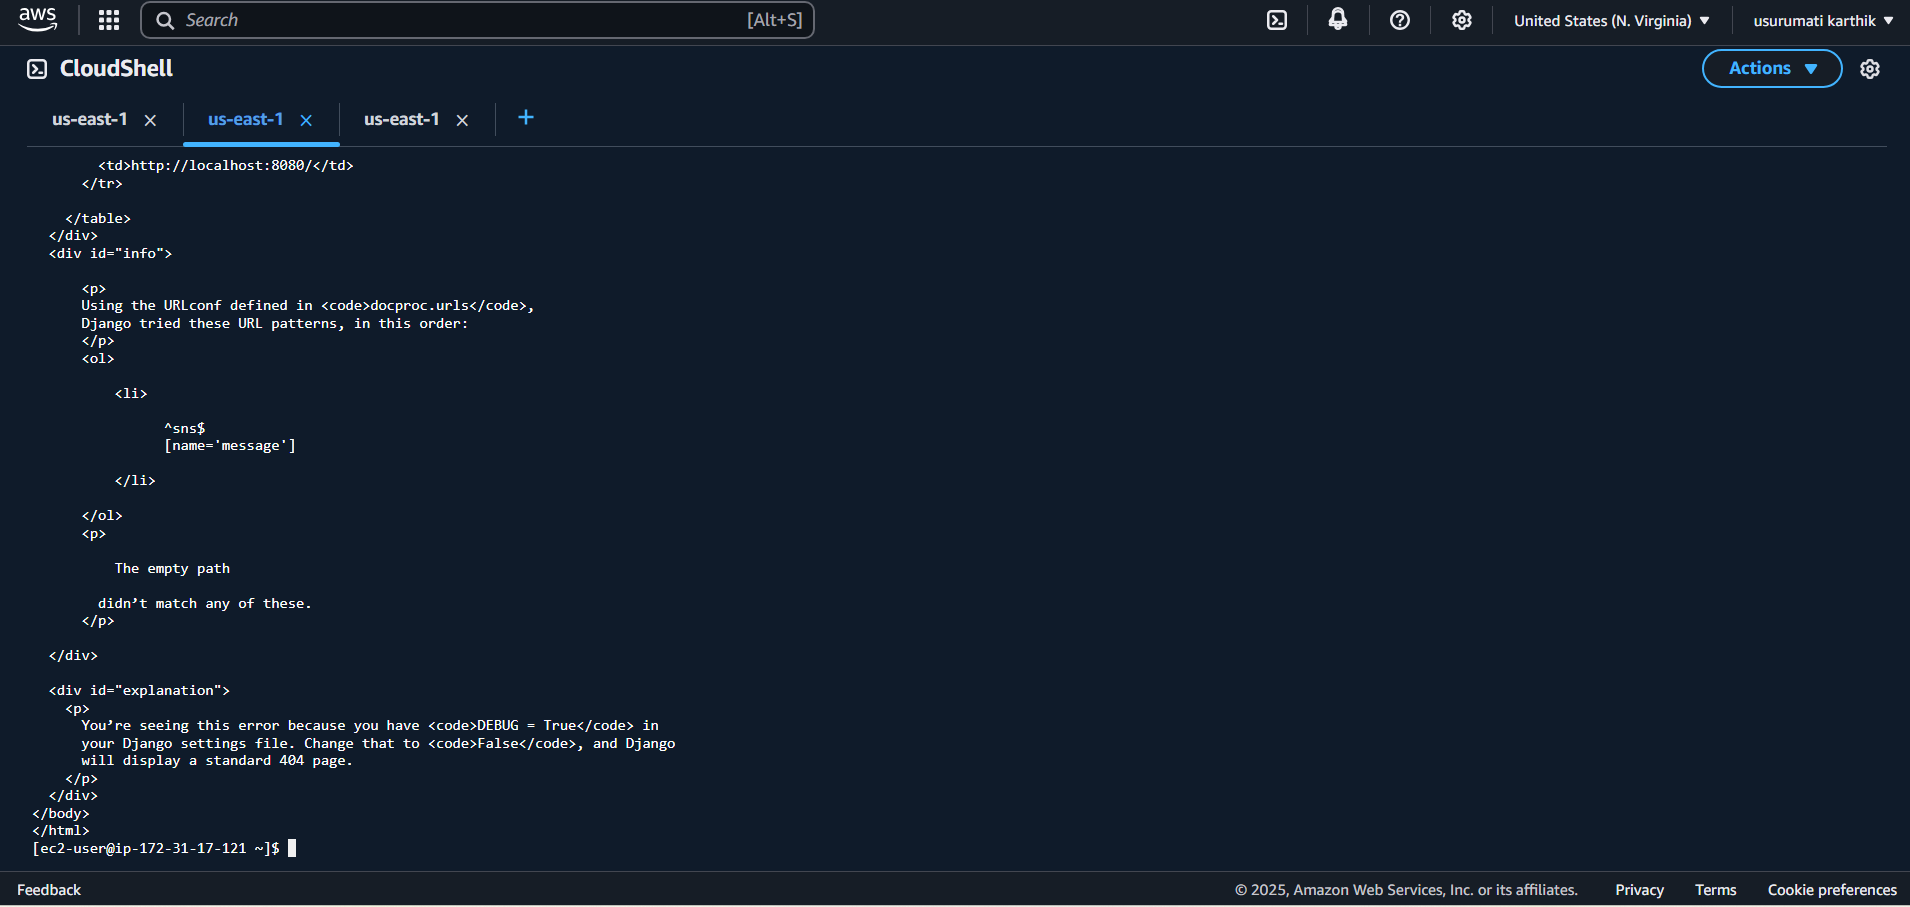 aws
Search [Alt+S]
United States (N. Virginia) ▼
usurumati karthik ▼
CloudShell
Actions ▼
us-east-1 ×
us-east-1 ×
us-east-1 ×
+
<td>http://localhost:8080/</td>
</tr>
</table>
</div>
<div id="info">
<p>
Using the URLconf defined in <code>docproc.urls</code>,
Django tried these URL patterns, in this order:
</p>
<ol>
<li>
^sns$
[name='message']
</li>
</ol>
<p>
The empty path
didn’t match any of these.
</p>
</div>
<div id="explanation">
<p>
You’re seeing this error because you have <code>DEBUG = True</code> in
your Django settings file. Change that to <code>False</code>, and Django
will display a standard 404 page.
</p>
</div>
</body>
</html>
[ec2-user@ip-172-31-17-121 ~]$
Feedback
© 2025, Amazon Web Services, Inc. or its affiliates.
Privacy
Terms
Cookie preferences